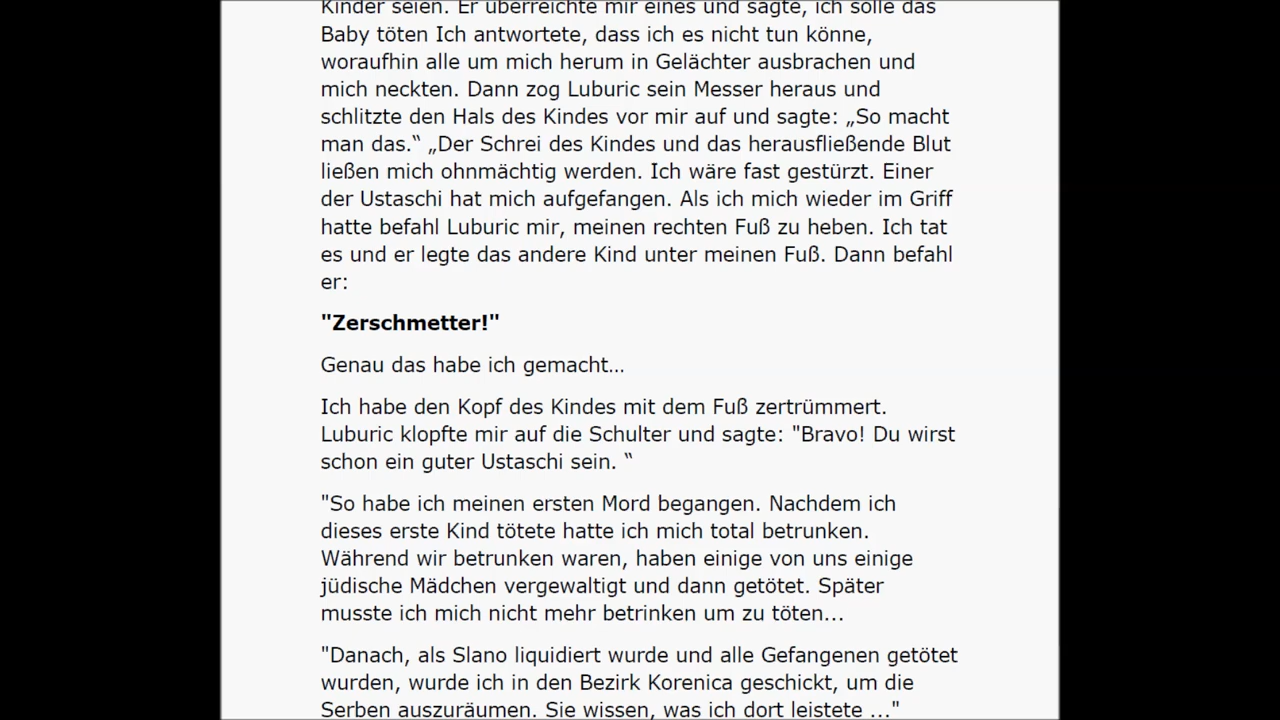 Kinder seien. Er überreichte mir eines und sagte, ich solle das
Baby töten Ich antwortete, dass ich es nicht tun könne,
woraufhin alle um mich herum in Gelächter ausbrachen und
mich neckten. Dann zog Luburic sein Messer heraus und
schlitzte den Hals des Kindes vor mir auf und sagte: „So macht
man das.“ „Der Schrei des Kindes und das herausfließende Blut
ließen mich ohnmächtig werden. Ich wäre fast gestürzt. Einer
der Ustaschi hat mich aufgefangen. Als ich mich wieder im Griff
hatte befahl Luburic mir, meinen rechten Fuß zu heben. Ich tat
es und er legte das andere Kind unter meinen Fuß. Dann befahl
er:
"Zerschmetter!"
Genau das habe ich gemacht…
Ich habe den Kopf des Kindes mit dem Fuß zertrümmert.
Luburic klopfte mir auf die Schulter und sagte: "Bravo! Du wirst
schon ein guter Ustaschi sein. “
"So habe ich meinen ersten Mord begangen. Nachdem ich
dieses erste Kind tötete hatte ich mich total betrunken.
Während wir betrunken waren, haben einige von uns einige
jüdische Mädchen vergewaltigt und dann getötet. Später
musste ich mich nicht mehr betrinken um zu töten…
"Danach, als Slano liquidiert wurde und alle Gefangenen getötet
wurden, wurde ich in den Bezirk Korenica geschickt, um die
Serben auszuräumen. Sie wissen, was ich dort leistete …"